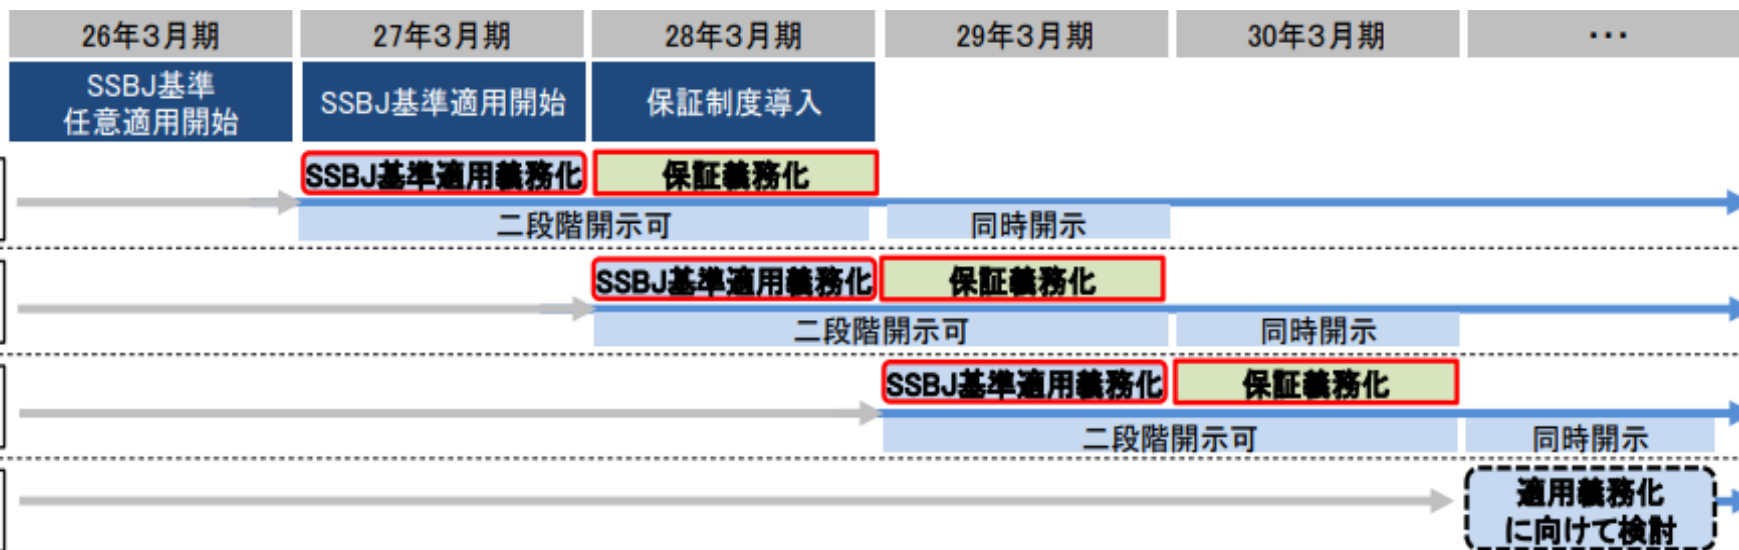 26年3月期
27年3月期
28年3月期
29年3月期
30年3月期
･･･
SSBJ基準
任意適用開始
SSBJ基準適用開始
保証制度導入
SSBJ基準適用義務化
保証義務化
二段階開示可
同時開示
SSBJ基準適用義務化
保証義務化
二段階開示可
同時開示
SSBJ基準適用義務化
保証義務化
二段階開示可
同時開示
適用義務化
に向けて検討